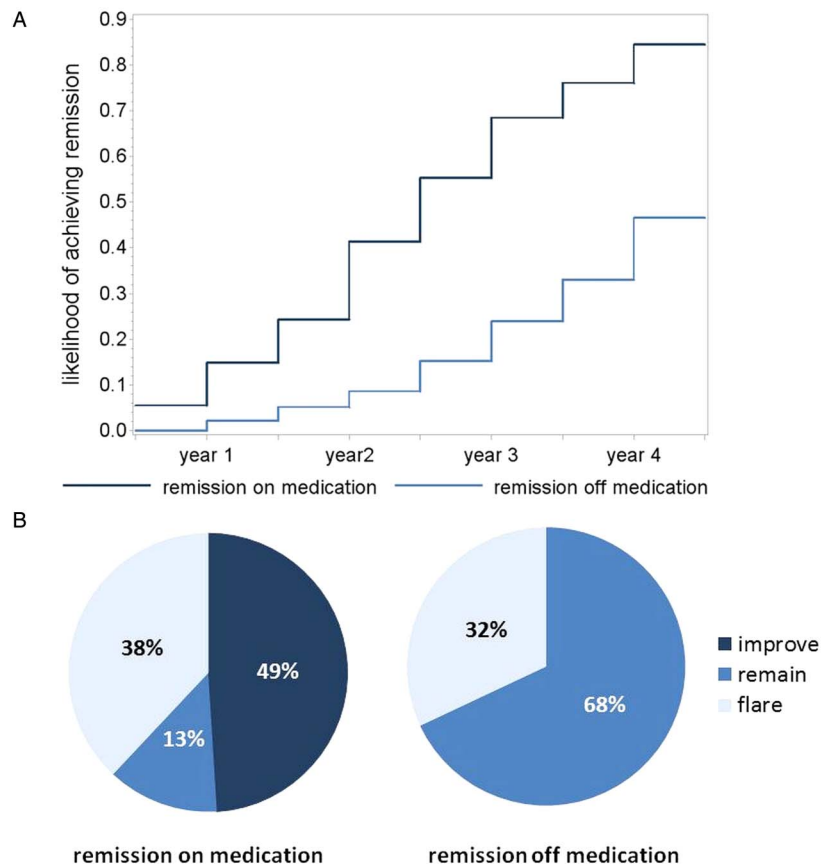 A
likelihood of achieving remission
0.9
0.8
0.7
0.6
0.5
0.4
0.3
0.2
0.1
0.0
year 1 year2 year 3 year 4
remission on medication remission off medication
B
38% 49% 13%
32% 68%
improve
remain
flare
remission on medication remission off medication